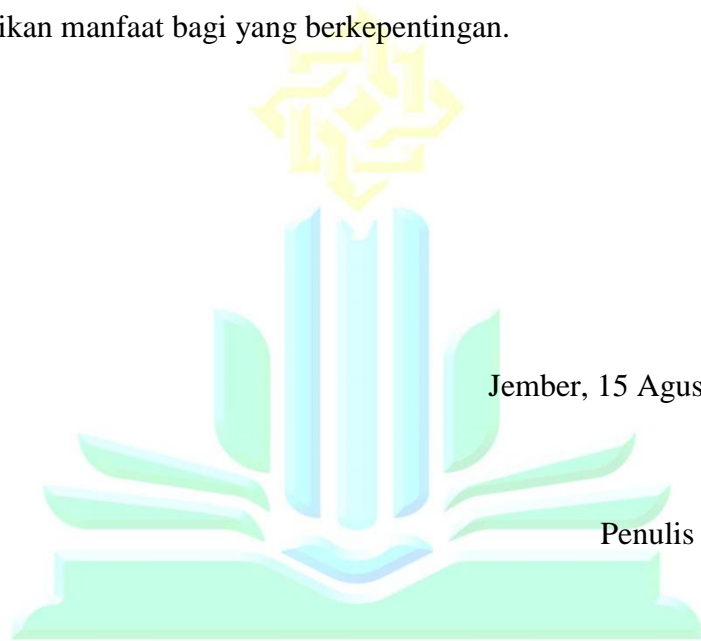 ikan manfaat bagi yang berkepentingan.
Jember, 15 Agus
Penulis